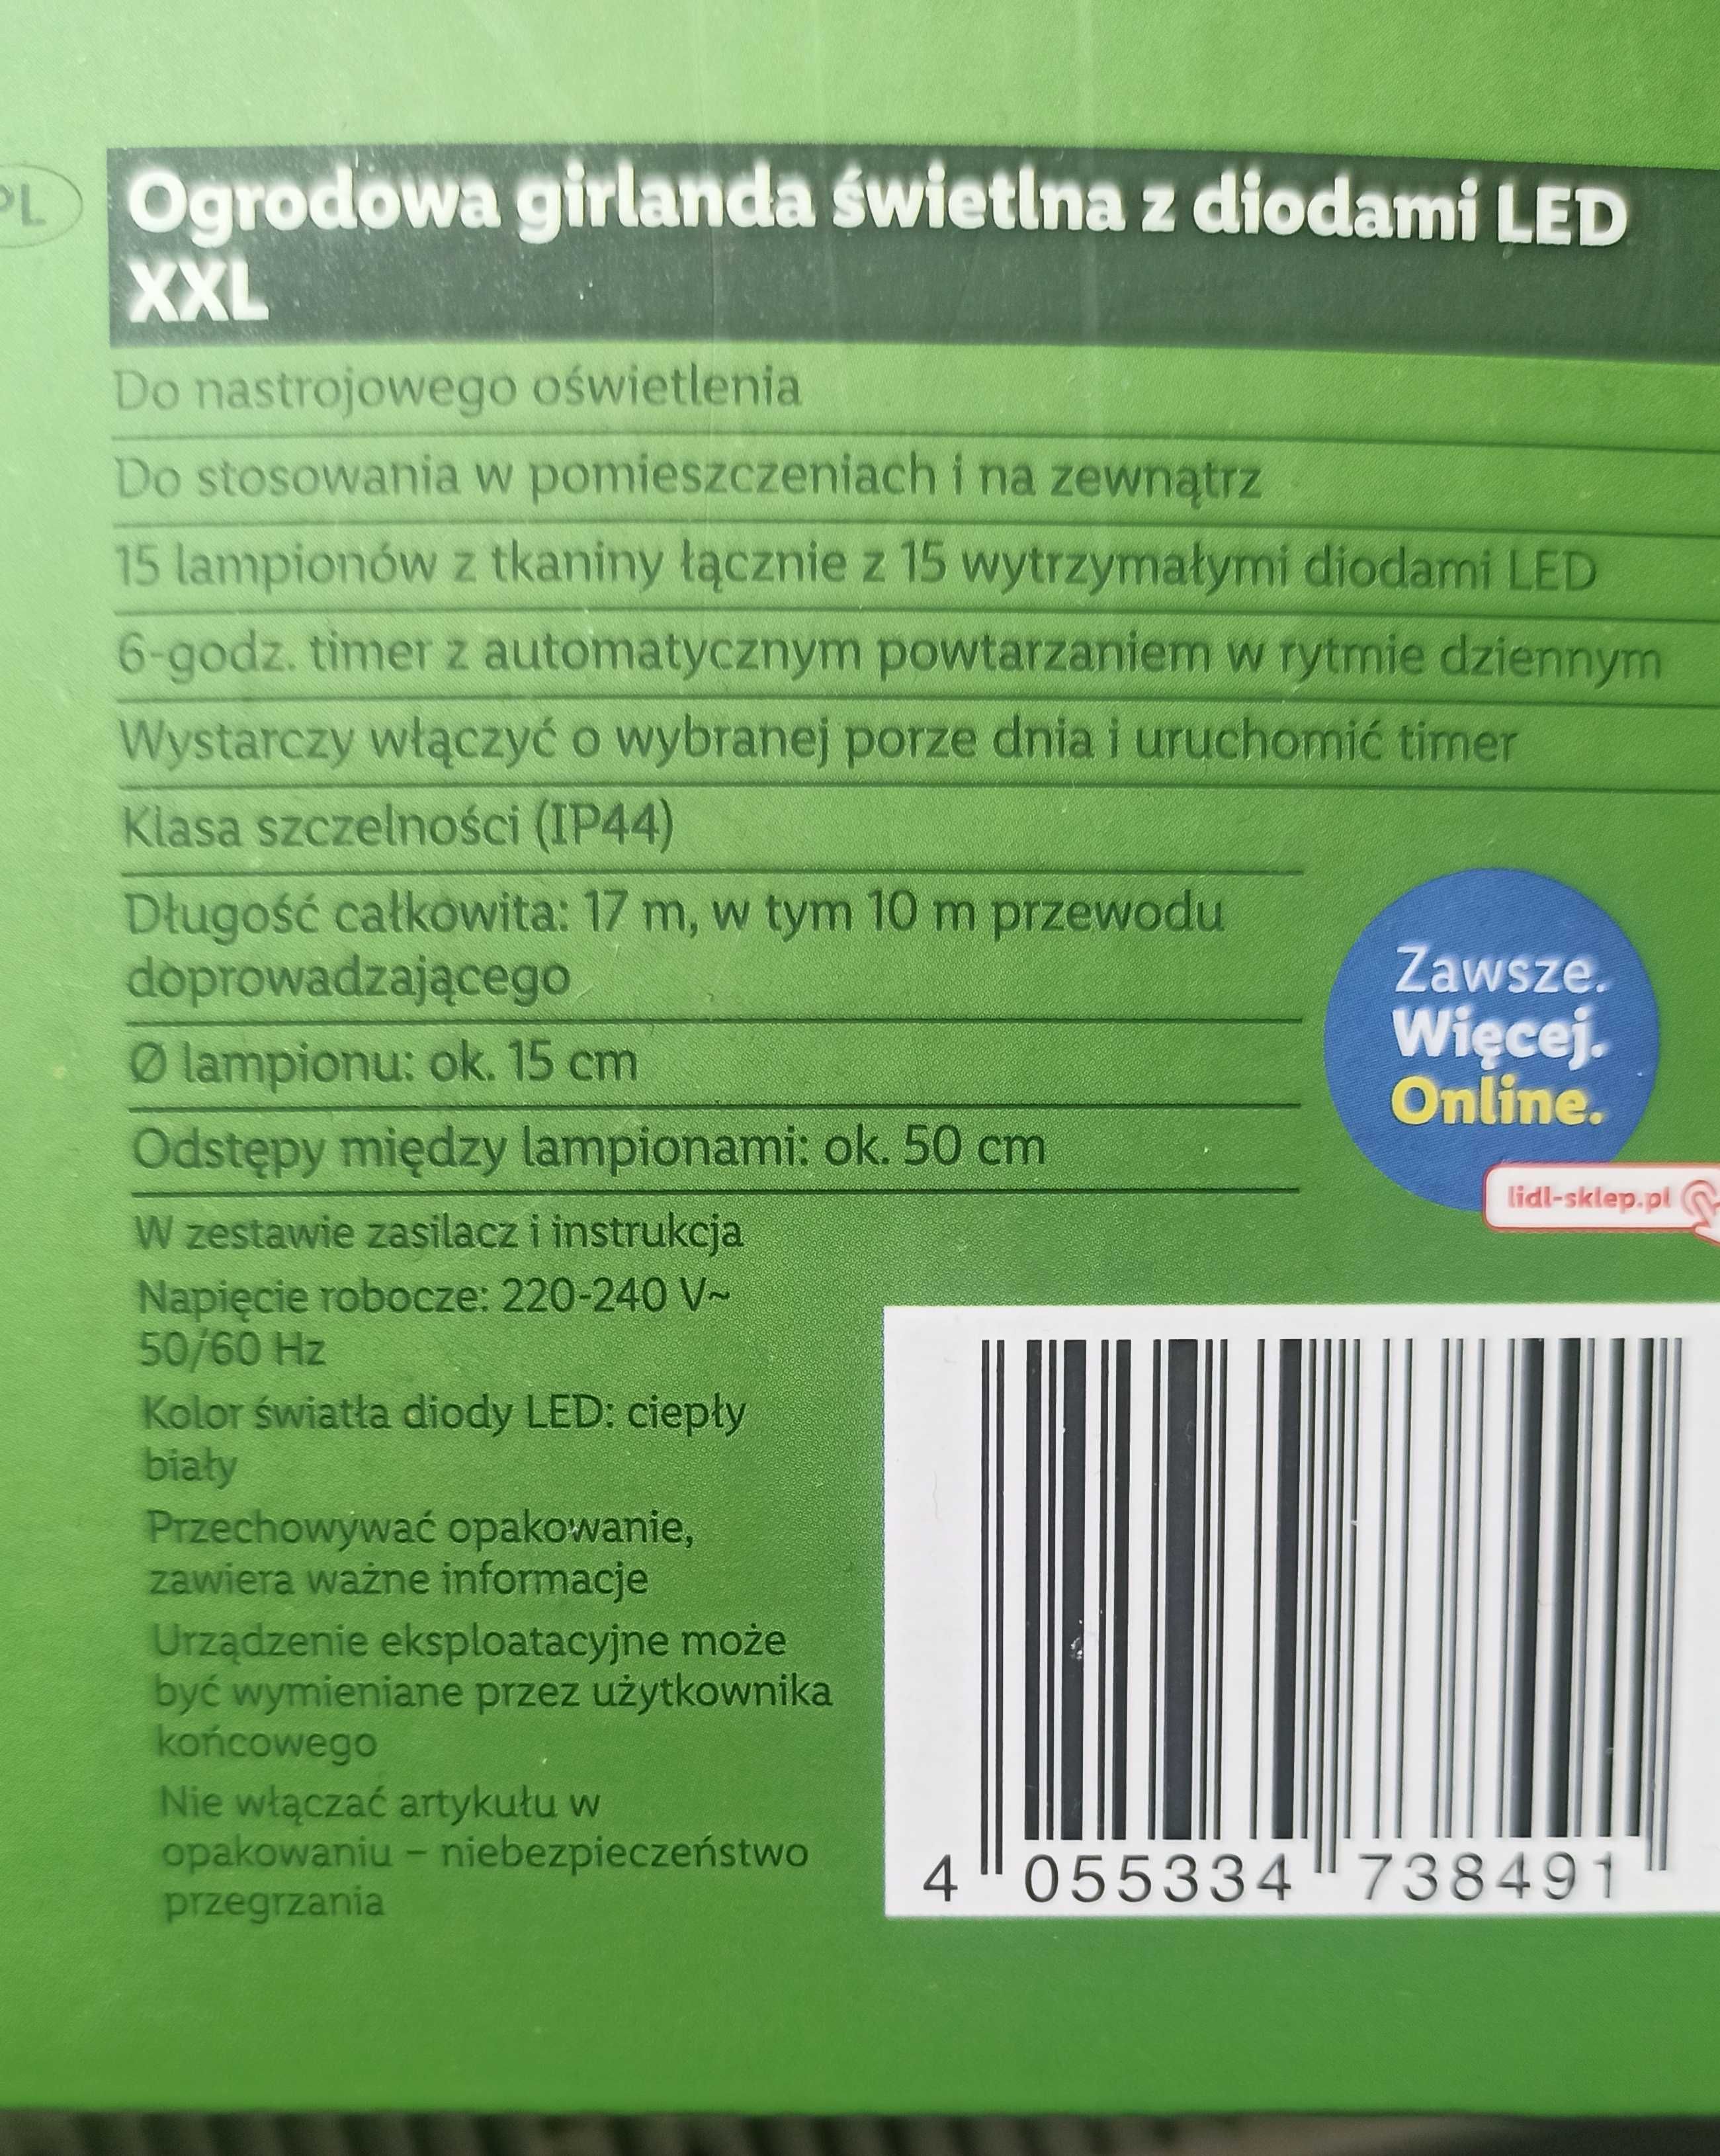 PL
Ogrodowa girlanda świetlna z diodami LED
XXL
Do nastrojowego oświetlenia
Do stosowania w pomieszczeniach i na zewnątrz
15 lampionów z tkaniny łącznie z 15 wytrzymałymi diodami LED
6-godz. timer z automatycznym powtarzaniem w rytmie dziennym
Wystarczy włączyć o wybranej porze dnia i uruchomić timer
Klasa szczelności (IP44)
Długość całkowita: 17 m, w tym 10 m przewodu
doprowadzającego
Ø lampionu: ok. 15 cm
Odstępy między lampionami: ok. 50 cm
W zestawie zasilacz i instrukcja
Napięcie robocze: 220-240 V~
50/60 Hz
Kolor światła diody LED: ciepły
biały
Przechowywać opakowanie,
zawiera ważne informacje
Urządzenie eksploatacyjne może
być wymieniane przez użytkownika
końcowego
Nie włączać artykułu w
opakowaniu – niebezpieczeństwo
przegrzania
Zawsze.
Więcej.
Online.
lidl-sklep.pl
4 055334 738491